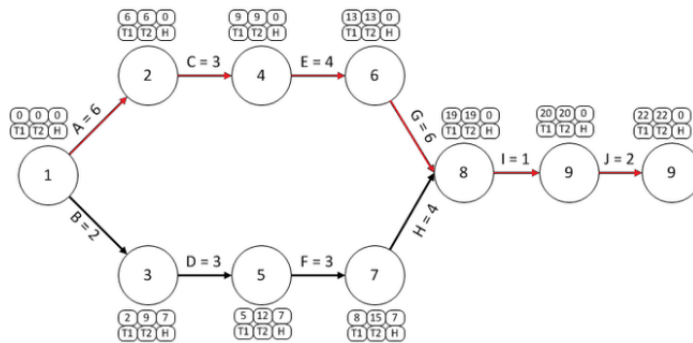 6 6 0
T1 T2 H
9 9 0
T1 T2 H
13 13 0
T1 T2 H
2
C = 3
4
E = 4
6
0 0 0
T1 T2 H
A = 6
G = 6
19 19 0
T1 T2 H
20 20 0
T1 T2 H
22 22 0
T1 T2 H
1
8
I = 1
9
J = 2
9
B = 2
H = 4
3
D = 3
5
F = 3
7
2 9 7
T1 T2 H
5 12 7
T1 T2 H
8 15 7
T1 T2 H